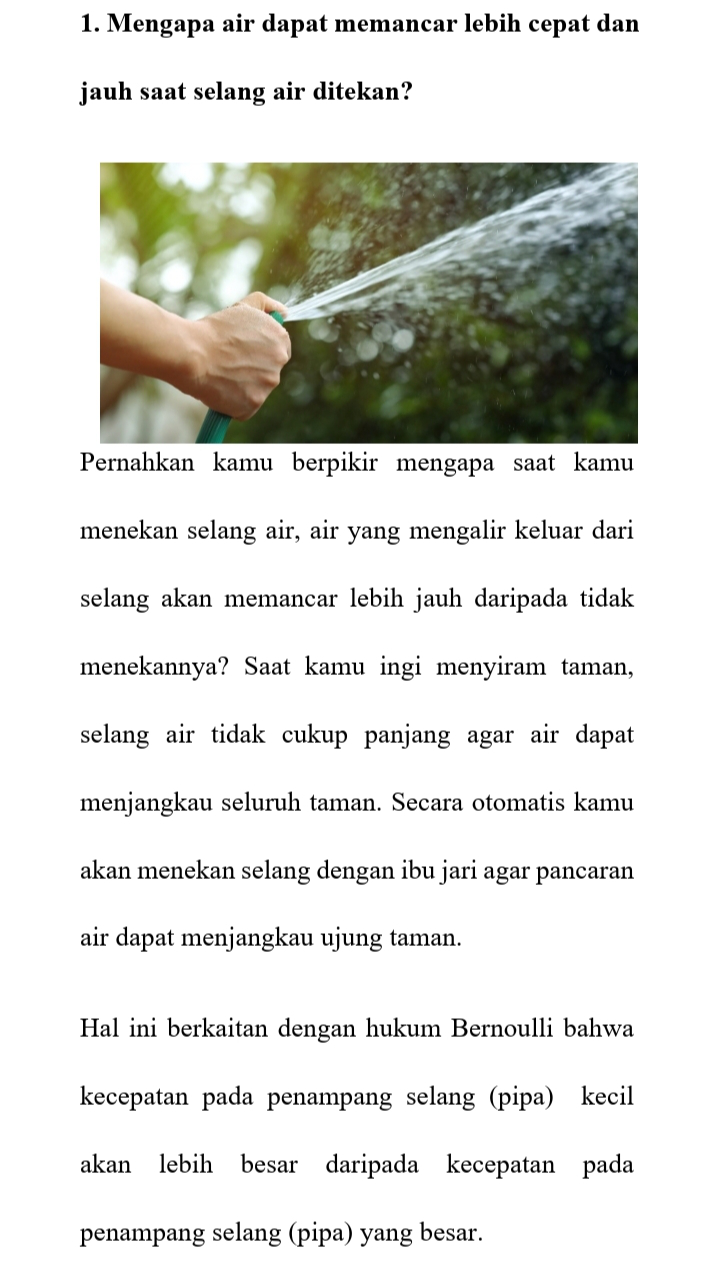 1. Mengapa air dapat memancar lebih cepat dan
jauh saat selang air ditekan?
Pernahkan kamu berpikir mengapa saat kamu
menekan selang air, air yang mengalir keluar dari
selang akan memancar lebih jauh daripada tidak
menekannya? Saat kamu ingi menyiram taman,
selang air tidak cukup panjang agar air dapat
menjangkau seluruh taman. Secara otomatis kamu
akan menekan selang dengan ibu jari agar pancaran
air dapat menjangkau ujung taman.
Hal ini berkaitan dengan hukum Bernoulli bahwa
kecepatan pada penampang selang (pipa) kecil
akan lebih besar daripada kecepatan pada
penampang selang (pipa) yang besar.